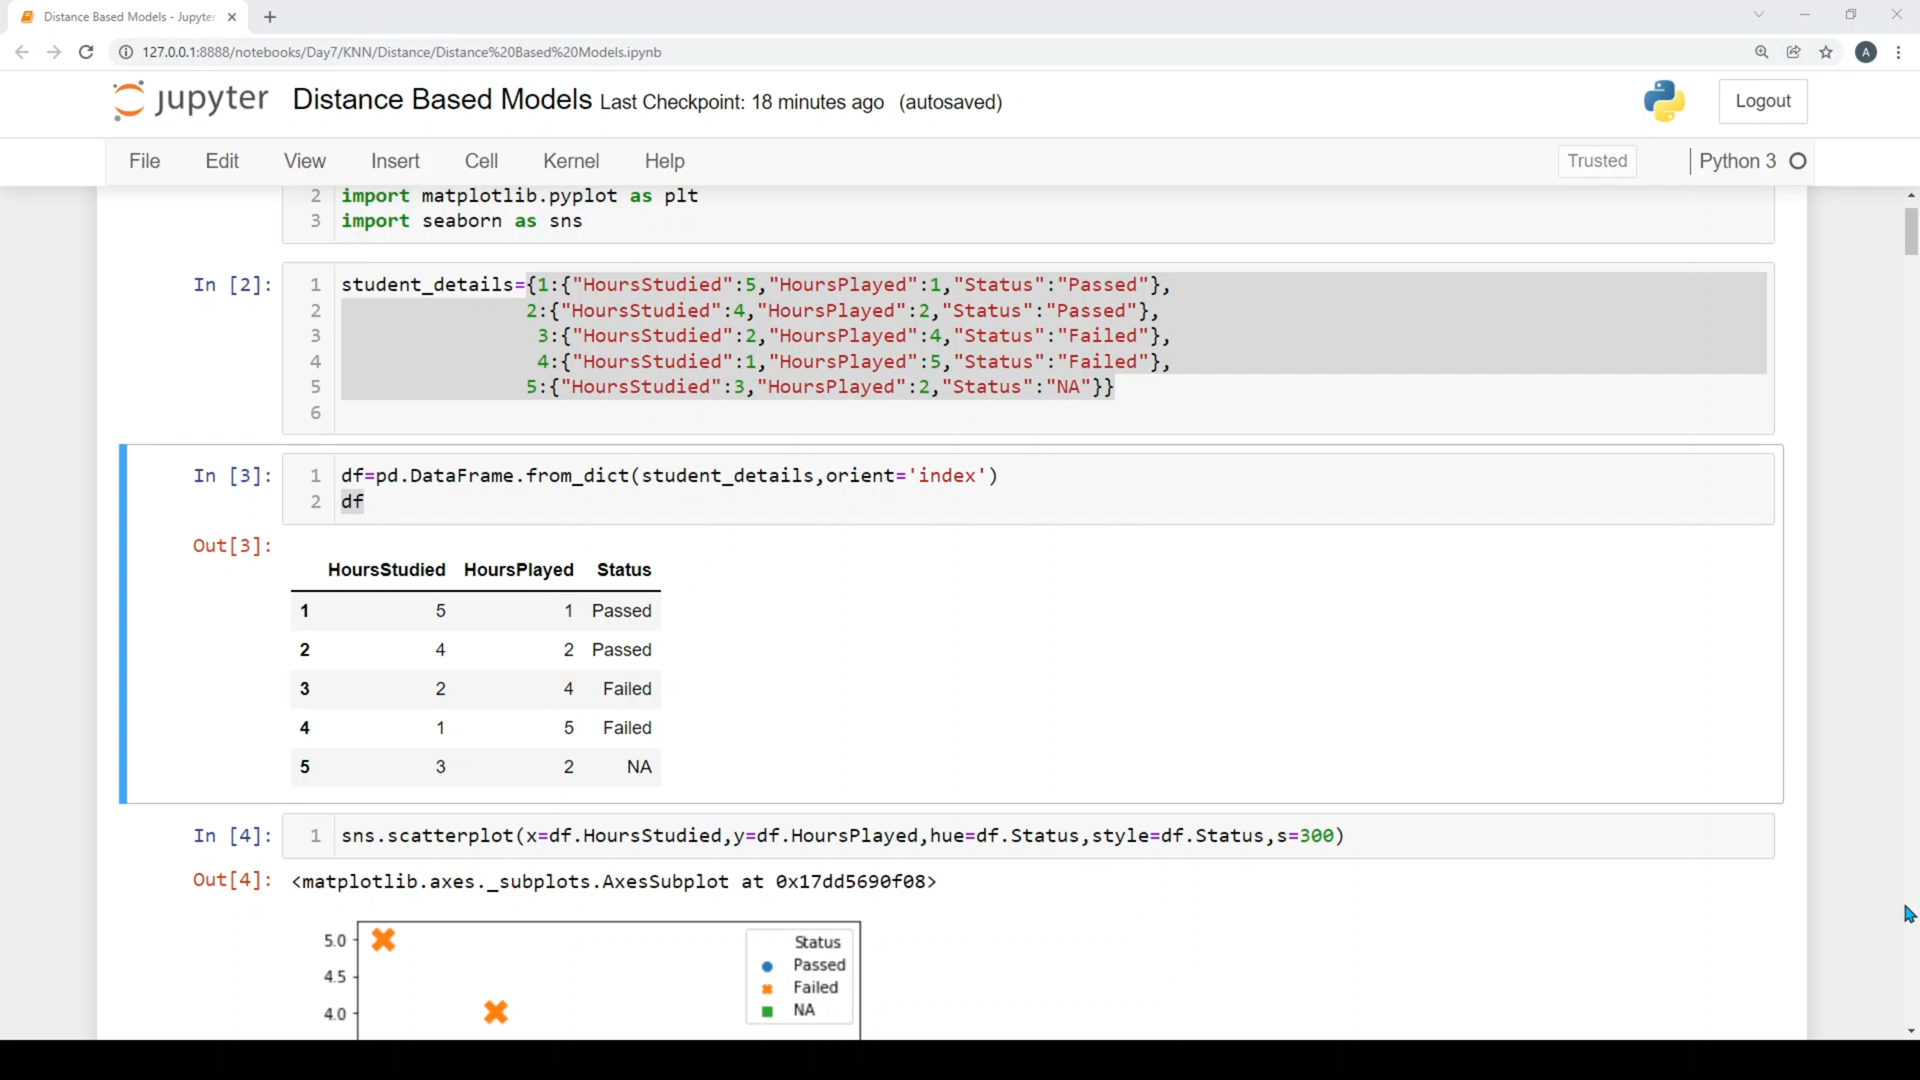 Distance Based Models - Jupyter
127.0.0.1:8888/notebooks/Day7/KNN/Distance/Distance%20Based%20Models.ipynb
A
jupyter Distance Based Models Last Checkpoint: 18 minutes ago (autosaved)
Logout
File Edit View Insert Cell Kernel Help Trusted Python 3
2 import matplotlib.pyplot as plt
3 import seaborn as sns
In [2]: 1 student_details={1:{"HoursStudied":5,"HoursPlayed":1,"Status":"Passed"},
2 2:{"HoursStudied":4,"HoursPlayed":2,"Status":"Passed"},
3 3:{"HoursStudied":2,"HoursPlayed":4,"Status":"Failed"},
4 4:{"HoursStudied":1,"HoursPlayed":5,"Status":"Failed"},
5 5:{"HoursStudied":3,"HoursPlayed":2,"Status":"NA"}}
6
In [3]: 1 df=pd.DataFrame.from_dict(student_details,orient='index')
2 df
Out[3]:
HoursStudied HoursPlayed Status
1 5 1 Passed
2 4 2 Passed
3 2 4 Failed
4 1 5 Failed
5 3 2 NA
In [4]: 1 sns.scatterplot(x=df.HoursStudied,y=df.HoursPlayed,hue=df.Status,style=df.Status,s=300)
Out[4]: <matplotlib.axes._subplots.AxesSubplot at 0x17dd5690f08>
5.0
4.5
4.0
Status
Passed
Failed
NA